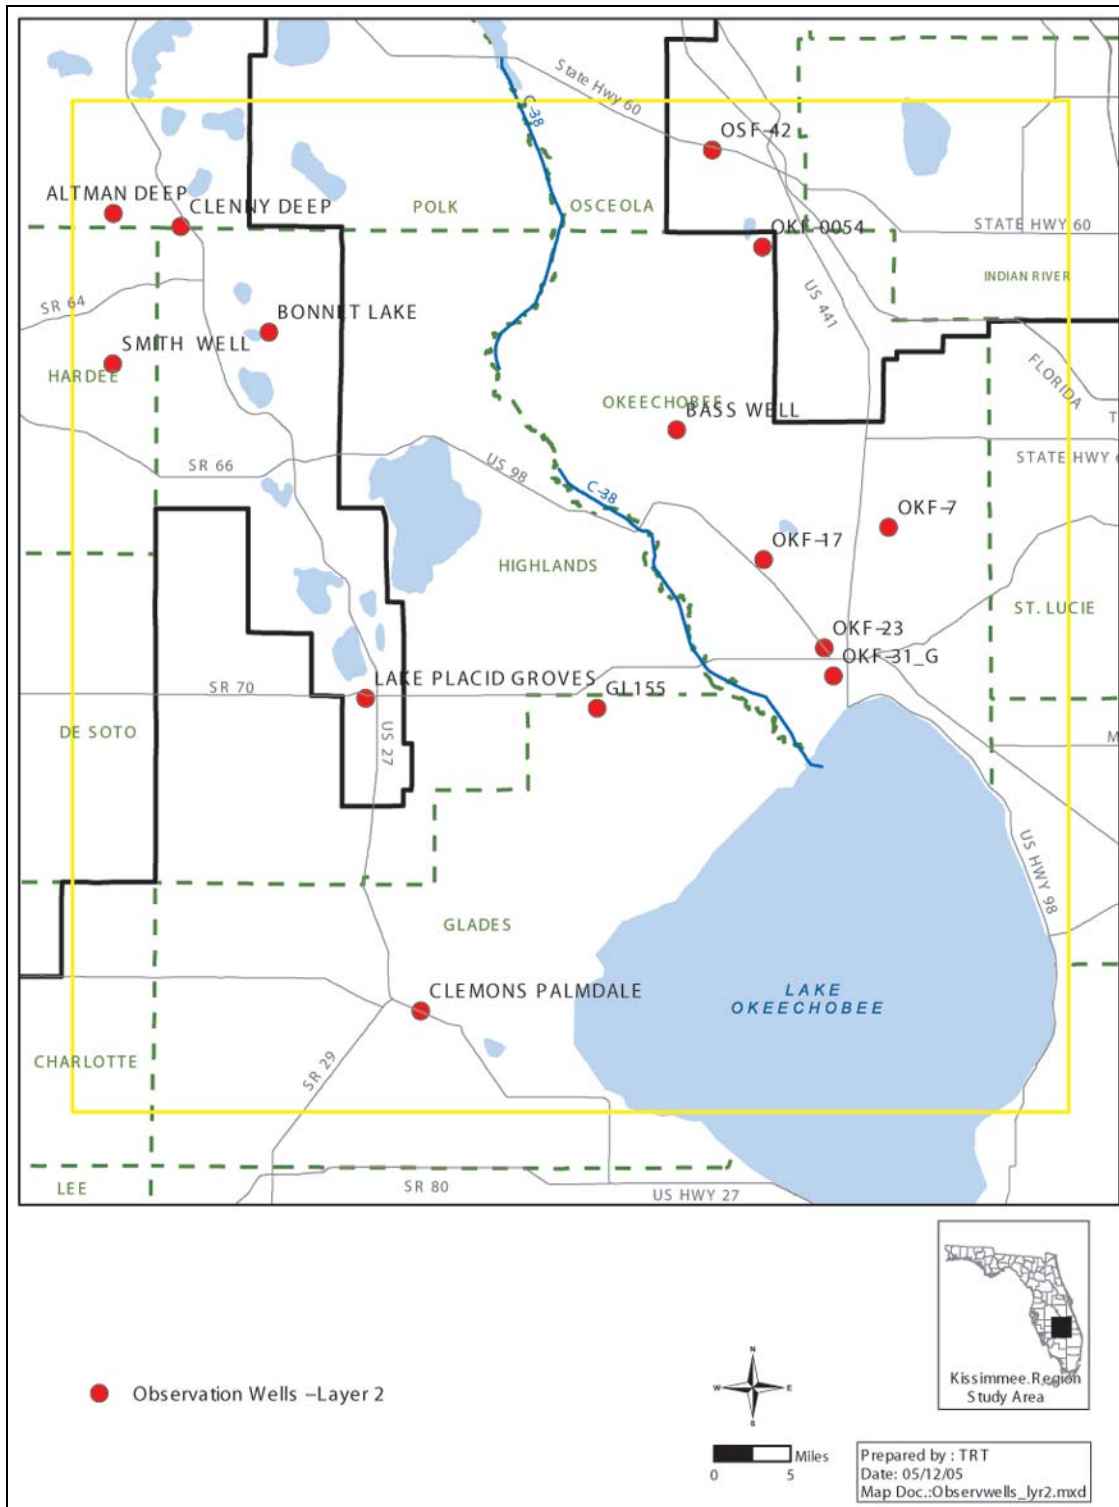 State Hwy 60
C-38
OSF-42
ALTMAN DEEP
CLENNY DEEP
POLK
OSCEOLA
OKF-0054
STATE HWY 60
INDIAN RIVER
SR 64
US 441
BONNET LAKE
SMITH WELL
HARDEE
FLORIDA
OKEECHOBEE
BASS WELL
T
SR 66
US 98
STATE HWY 6
C-38
OKF-7
OKF-17
HIGHLANDS
ST. LUCIE
OKF-23
OKF-31_G
LAKE PLACID GROVES
SR 70
GL155
DE SOTO
US 27
M
US HWY 98
GLADES
CLEMONS PALMDALE
LAKE
OKEECHOBEE
CHARLOTTE
SR 29
LEE
SR 80
US HWY 27
Kissimmee.Region
Study Area
Observation Wells –Layer 2
N
W
E
S
Miles
0 5
Prepared by : TRT
Date: 05/12/05
Map Doc.:Observwells_lyr2.mxd